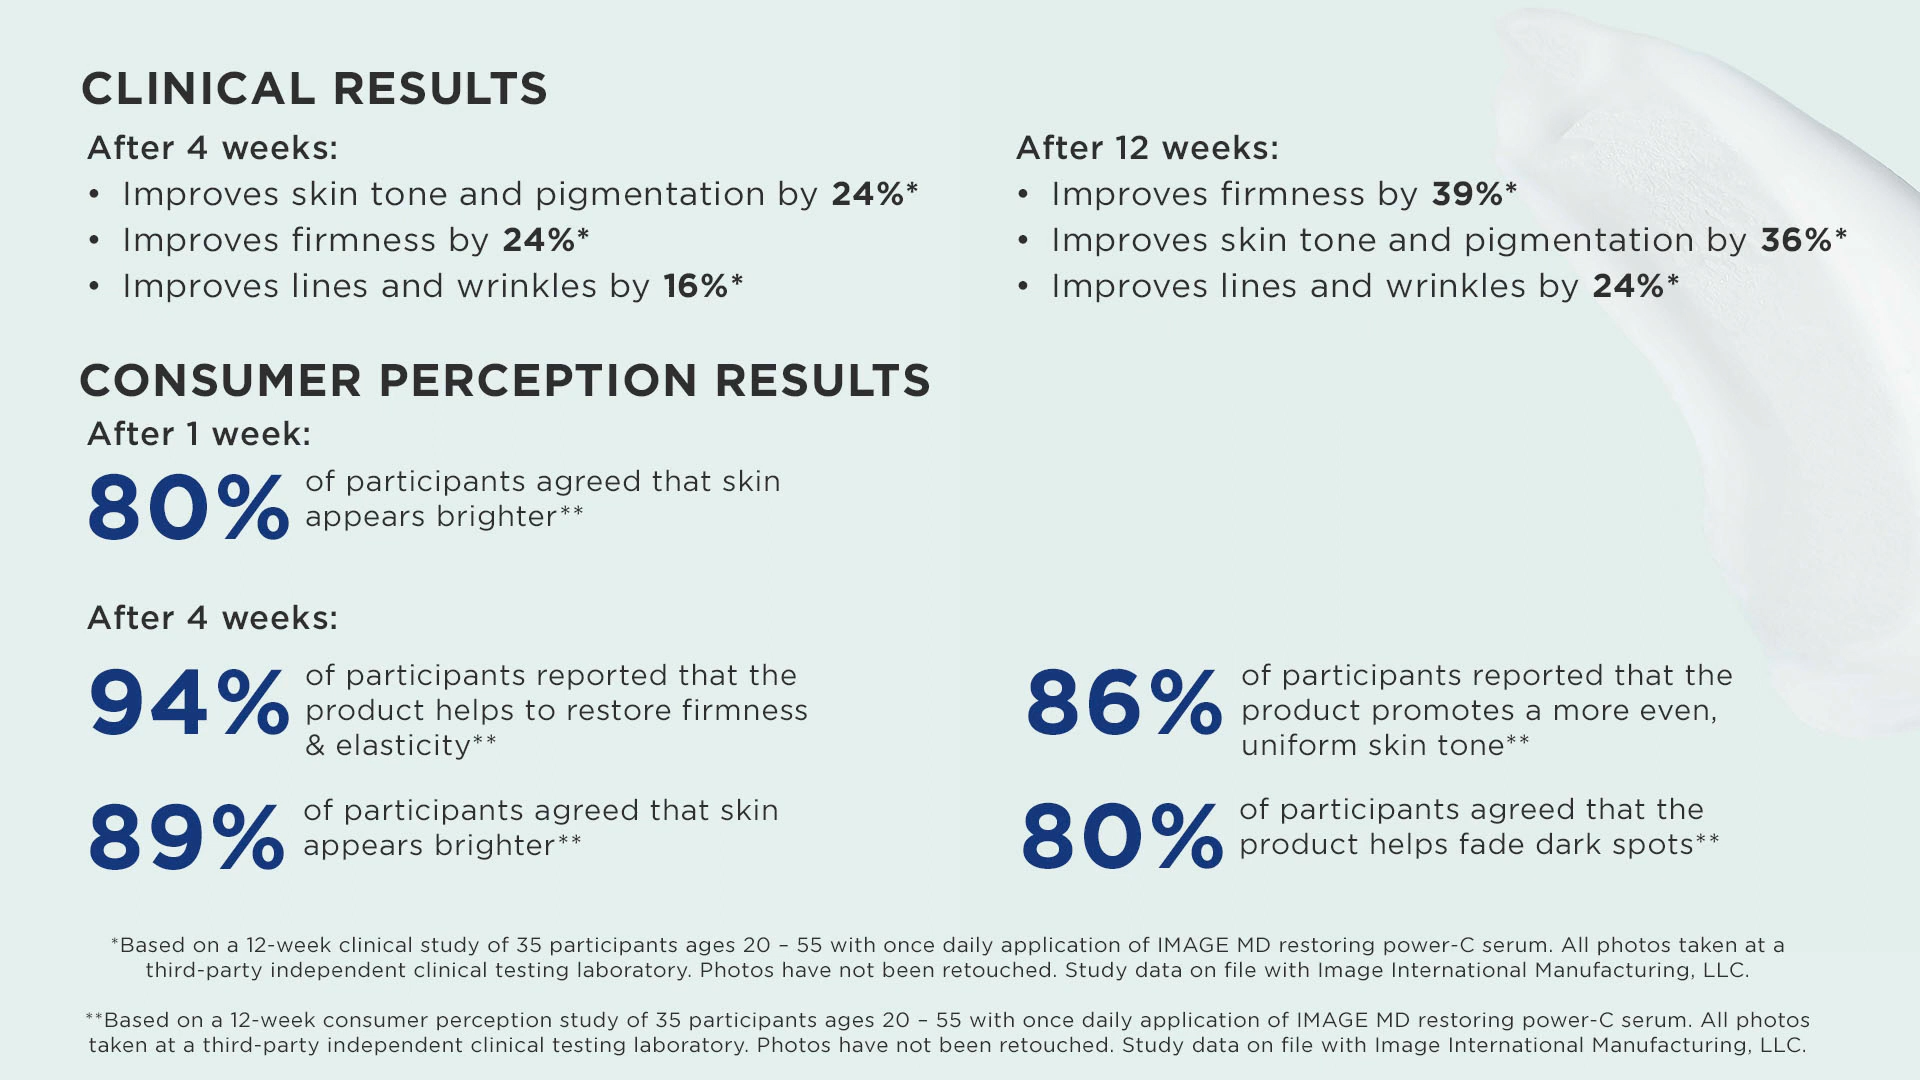 CLINICAL RESULTS
After 4 weeks:
• Improves skin tone and pigmentation by 24%*
• Improves firmness by 24%*
• Improves lines and wrinkles by 16%*
After 12 weeks:
• Improves firmness by 39%*
• Improves skin tone and pigmentation by 36%*
• Improves lines and wrinkles by 24%*
CONSUMER PERCEPTION RESULTS
After 1 week:
80% of participants agreed that skin
appears brighter**
After 4 weeks:
94% of participants reported that the
product helps to restore firmness
& elasticity**
86% of participants reported that the
product promotes a more even,
uniform skin tone**
89% of participants agreed that skin
appears brighter**
80% of participants agreed that the
product helps fade dark spots**
*Based on a 12-week clinical study of 35 participants ages 20 – 55 with once daily application of IMAGE MD restoring power-C serum. All photos taken at a
third-party independent clinical testing laboratory. Photos have not been retouched. Study data on file with Image International Manufacturing, LLC.
**Based on a 12-week consumer perception study of 35 participants ages 20 – 55 with once daily application of IMAGE MD restoring power-C serum. All photos
taken at a third-party independent clinical testing laboratory. Photos have not been retouched. Study data on file with Image International Manufacturing, LLC.